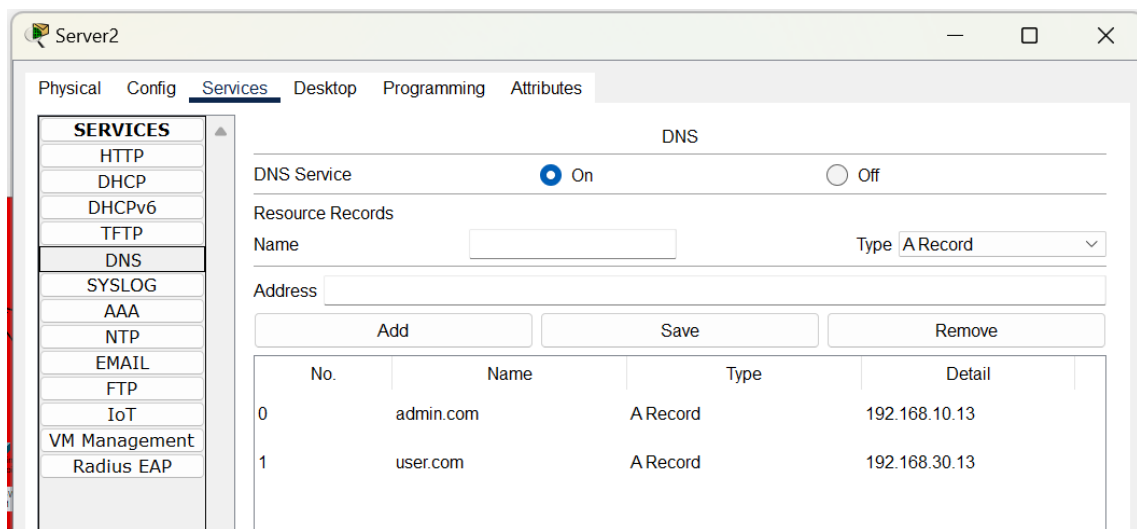 Server2
Physical Config Services Desktop Programming Attributes
SERVICES
HTTP
DHCP
DHCPv6
TFTP
DNS
SYSLOG
AAA
NTP
EMAIL
FTP
IoT
VM Management
Radius EAP
DNS
DNS Service On Off
Resource Records
Name Type A Record
Address
Add Save Remove
No. Name Type Detail
0 admin.com A Record 192.168.10.13
1 user.com A Record 192.168.30.13